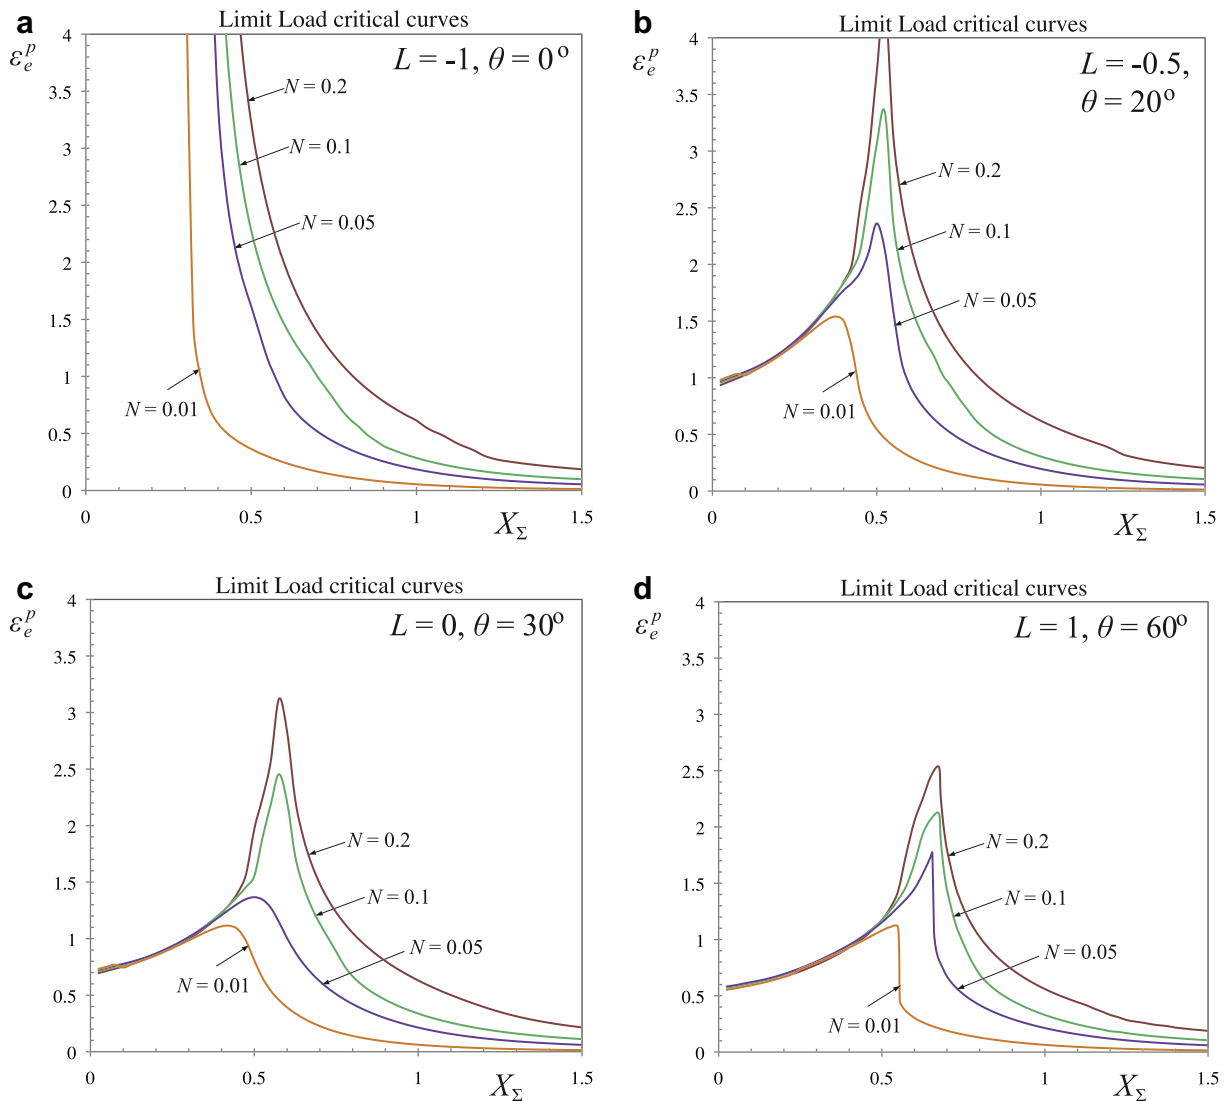 a
Limit Load critical curves
ε_e^p
L = -1, θ = 0°
4
3.5
3
2.5
2
1.5
1
0.5
0
N = 0.2
N = 0.1
N = 0.05
N = 0.01
0
0.5
1
1.5
X_Σ
b
Limit Load critical curves
ε_e^p
L = -0.5,
θ = 20°
4
3.5
3
2.5
2
1.5
1
0.5
0
N = 0.2
N = 0.1
N = 0.05
N = 0.01
0
0.5
1
1.5
X_Σ
c
Limit Load critical curves
ε_e^p
L = 0, θ = 30°
4
3.5
3
2.5
2
1.5
1
0.5
0
N = 0.2
N = 0.1
N = 0.05
N = 0.01
0
0.5
1
1.5
X_Σ
d
Limit Load critical curves
ε_e^p
L = 1, θ = 60°
4
3.5
3
2.5
2
1.5
1
0.5
0
N = 0.2
N = 0.1
N = 0.05
N = 0.01
0
0.5
1
1.5
X_Σ